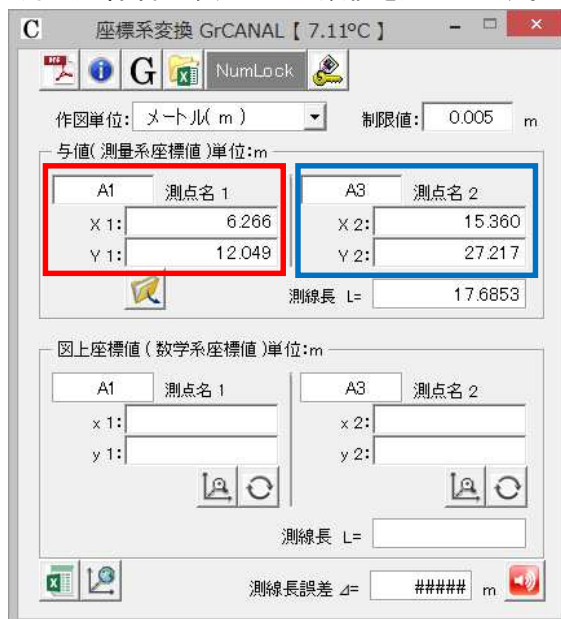 C 座標系変換 GrCANAL【 7.11ºC 】
G NumLock
作図単位: メートル( m ) 制限値: 0.005 m
与値( 測量系座標値 )単位:m
A1 測点名 1 A3 測点名 2
X 1: 6.266 X 2: 15.360
Y 1: 12.049 Y 2: 27.217
測線長 L= 17.6853
図上座標値 ( 数学系座標値 )単位:m
A1 測点名 1 A3 測点名 2
x 1: x 2:
y 1: y 2:
測線長 L=
測線長誤差 ⊿= ##### m